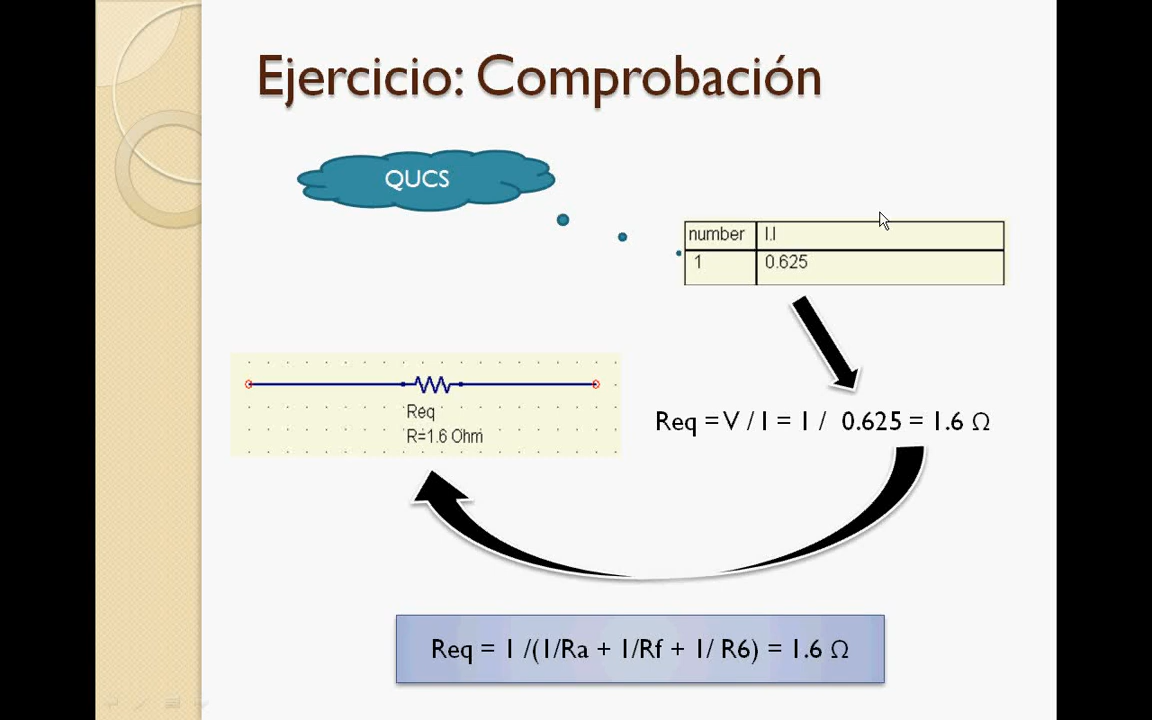 Ejercicio: Comprobación
QUCS
number I.I
1 0.625
Req
R=1.6 Ohm
Req = V / I = 1 / 0.625 = 1.6 Ω
Req = 1 /(1/Ra + 1/Rf + 1/ R6) = 1.6 Ω